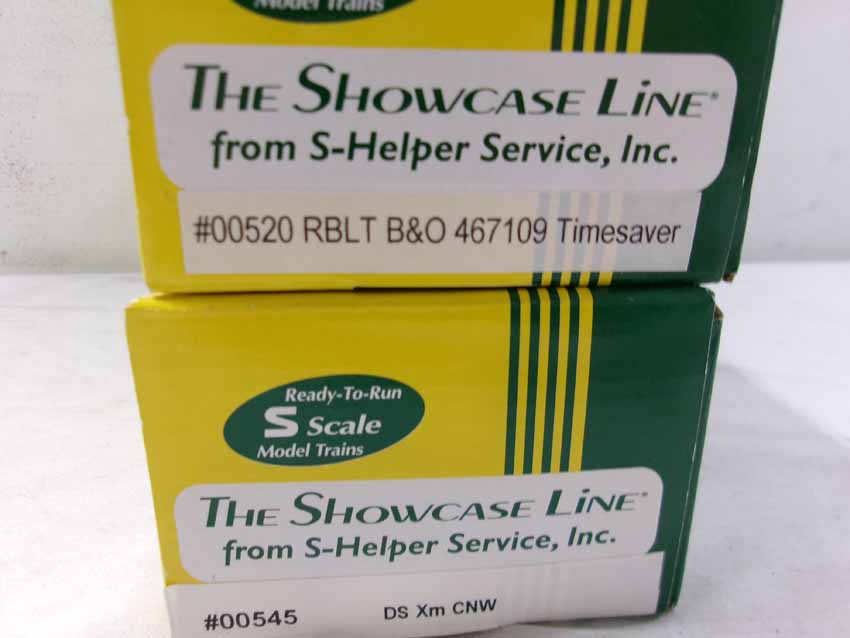 Model Trains
THE SHOWCASE LINE®
from S-Helper Service, Inc.
#00520 RBLT B&O 467109 Timesaver
Ready-To-Run
S Scale
Model Trains
THE SHOWCASE LINE®
from S-Helper Service, Inc.
#00545 DS Xm CNW